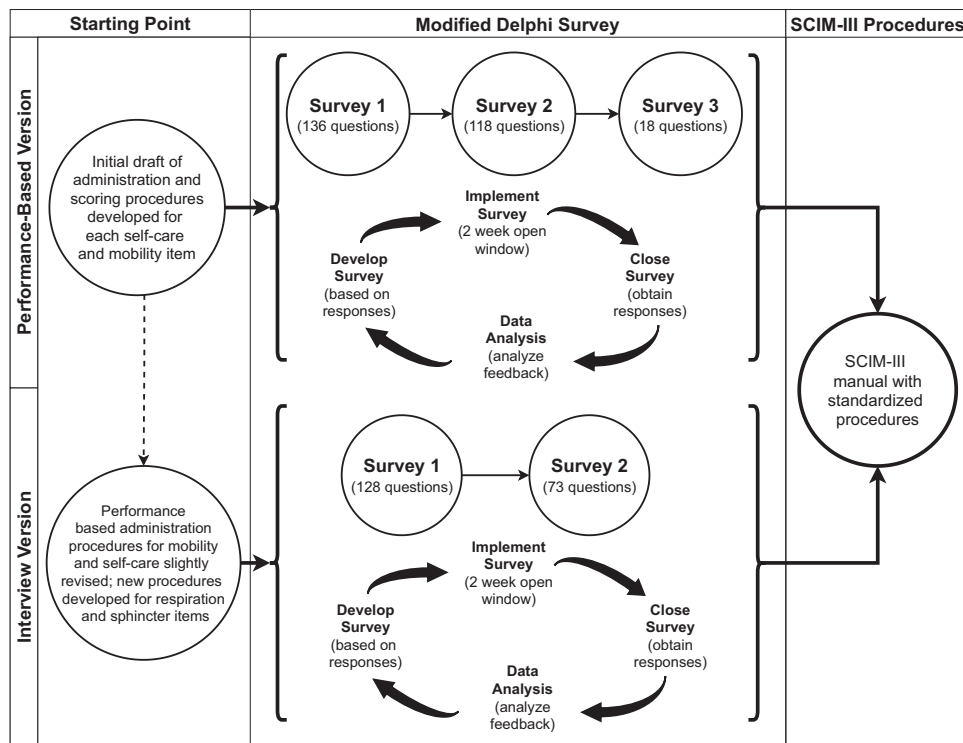 Starting Point
Modified Delphi Survey
SCIM-III Procedures
Performance-Based Version
Initial draft of
administration and
scoring procedures
developed for
each self-care
and mobility item
Survey 1
(136 questions)
Survey 2
(118 questions)
Survey 3
(18 questions)
Implement
Survey
(2 week open
window)
Develop
Survey
(based on
responses)
Close
Survey
(obtain
responses)
Data
Analysis
(analyze
feedback)
SCIM-III
manual with
standardized
procedures
Interview Version
Performance
based administration
procedures for mobility
and self-care slightly
revised; new procedures
developed for respiration
and sphincter items
Survey 1
(128 questions)
Survey 2
(73 questions)
Implement
Survey
(2 week open
window)
Develop
Survey
(based on
responses)
Close
Survey
(obtain
responses)
Data
Analysis
(analyze
feedback)